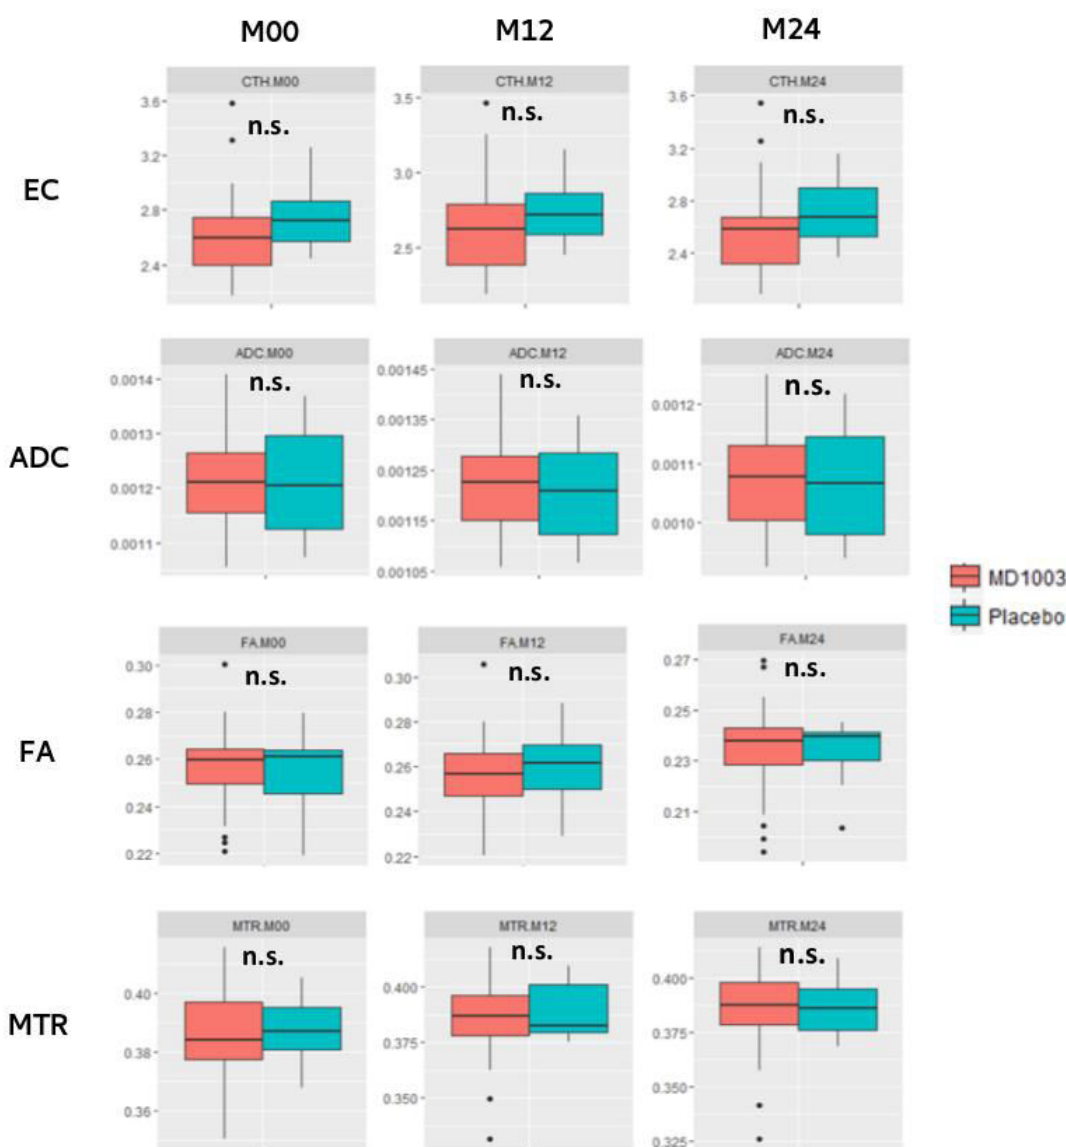 M00 M12 M24
EC
CTH.M00
n.s.
3.6
3.2
2.8
2.4
CTH.M12
n.s.
3.5
3.0
2.5
CTH.M24
n.s.
3.6
3.2
2.8
2.4
ADC
ADC.M00
n.s.
0.0014
0.0013
0.0012
0.0011
ADC.M12
n.s.
0.00145
0.00135
0.00125
0.00115
0.00105
ADC.M24
n.s.
0.0012
0.0011
0.0010
MD1003
Placebo
FA
FA.M00
n.s.
0.30
0.28
0.26
0.24
0.22
FA.M12
n.s.
0.30
0.28
0.26
0.24
0.22
FA.M24
n.s.
0.27
0.25
0.23
0.21
MTR
MTR.M00
n.s.
0.40
0.38
0.36
MTR.M12
n.s.
0.400
0.375
0.350
MTR.M24
n.s.
0.400
0.375
0.350
0.325